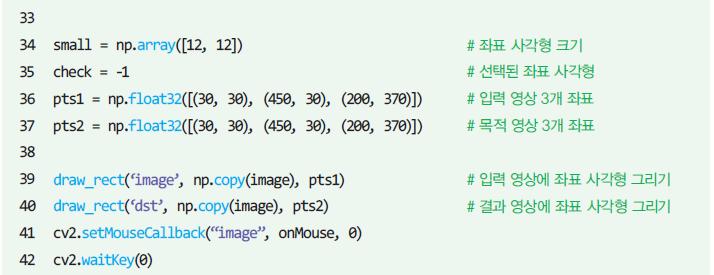 33
34 small = np.array([12, 12]) # 좌표 사각형 크기
35 check = -1 # 선택된 좌표 사각형
36 pts1 = np.float32([(30, 30), (450, 30), (200, 370)]) # 입력 영상 3개 좌표
37 pts2 = np.float32([(30, 30), (450, 30), (200, 370)]) # 목적 영상 3개 좌표
38
39 draw_rect(‘image’, np.copy(image), pts1) # 입력 영상에 좌표 사각형 그리기
40 draw_rect(‘dst’, np.copy(image), pts2) # 결과 영상에 좌표 사각형 그리기
41 cv2.setMouseCallback(“image”, onMouse, 0)
42 cv2.waitKey(0)